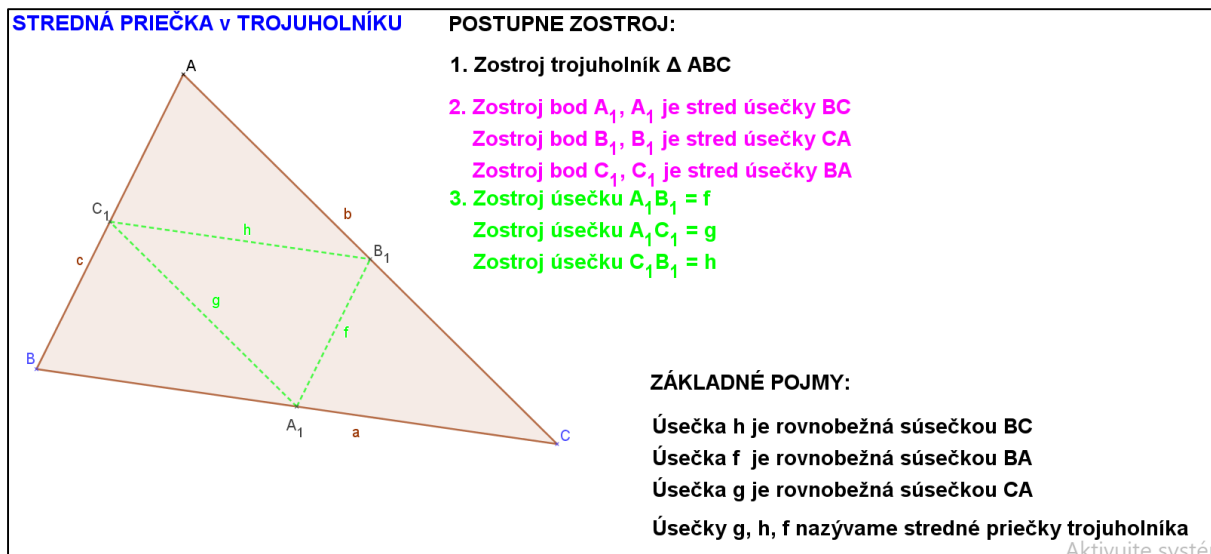 STREDNÁ PRIEČKA v TROJUHOLNÍKU
POSTUPNE ZOSTROJ:
1. Zostroj trojuholník Δ ABC
2. Zostroj bod A₁, A₁ je stred úsečky BC
Zostroj bod B₁, B₁ je stred úsečky CA
Zostroj bod C₁, C₁ je stred úsečky BA
3. Zostroj úsečku A₁B₁ = f
Zostroj úsečku A₁C₁ = g
Zostroj úsečku C₁B₁ = h
A
C₁
b
h
B₁
c
g
f
B
A₁
a
C
ZÁKLADNÉ POJMY:
Úsečka h je rovnobežná súsečkou BC
Úsečka f je rovnobežná súsečkou BA
Úsečka g je rovnobežná súsečkou CA
Úsečky g, h, f nazývame stredné priečky trojuholníka
Aktivujte systém